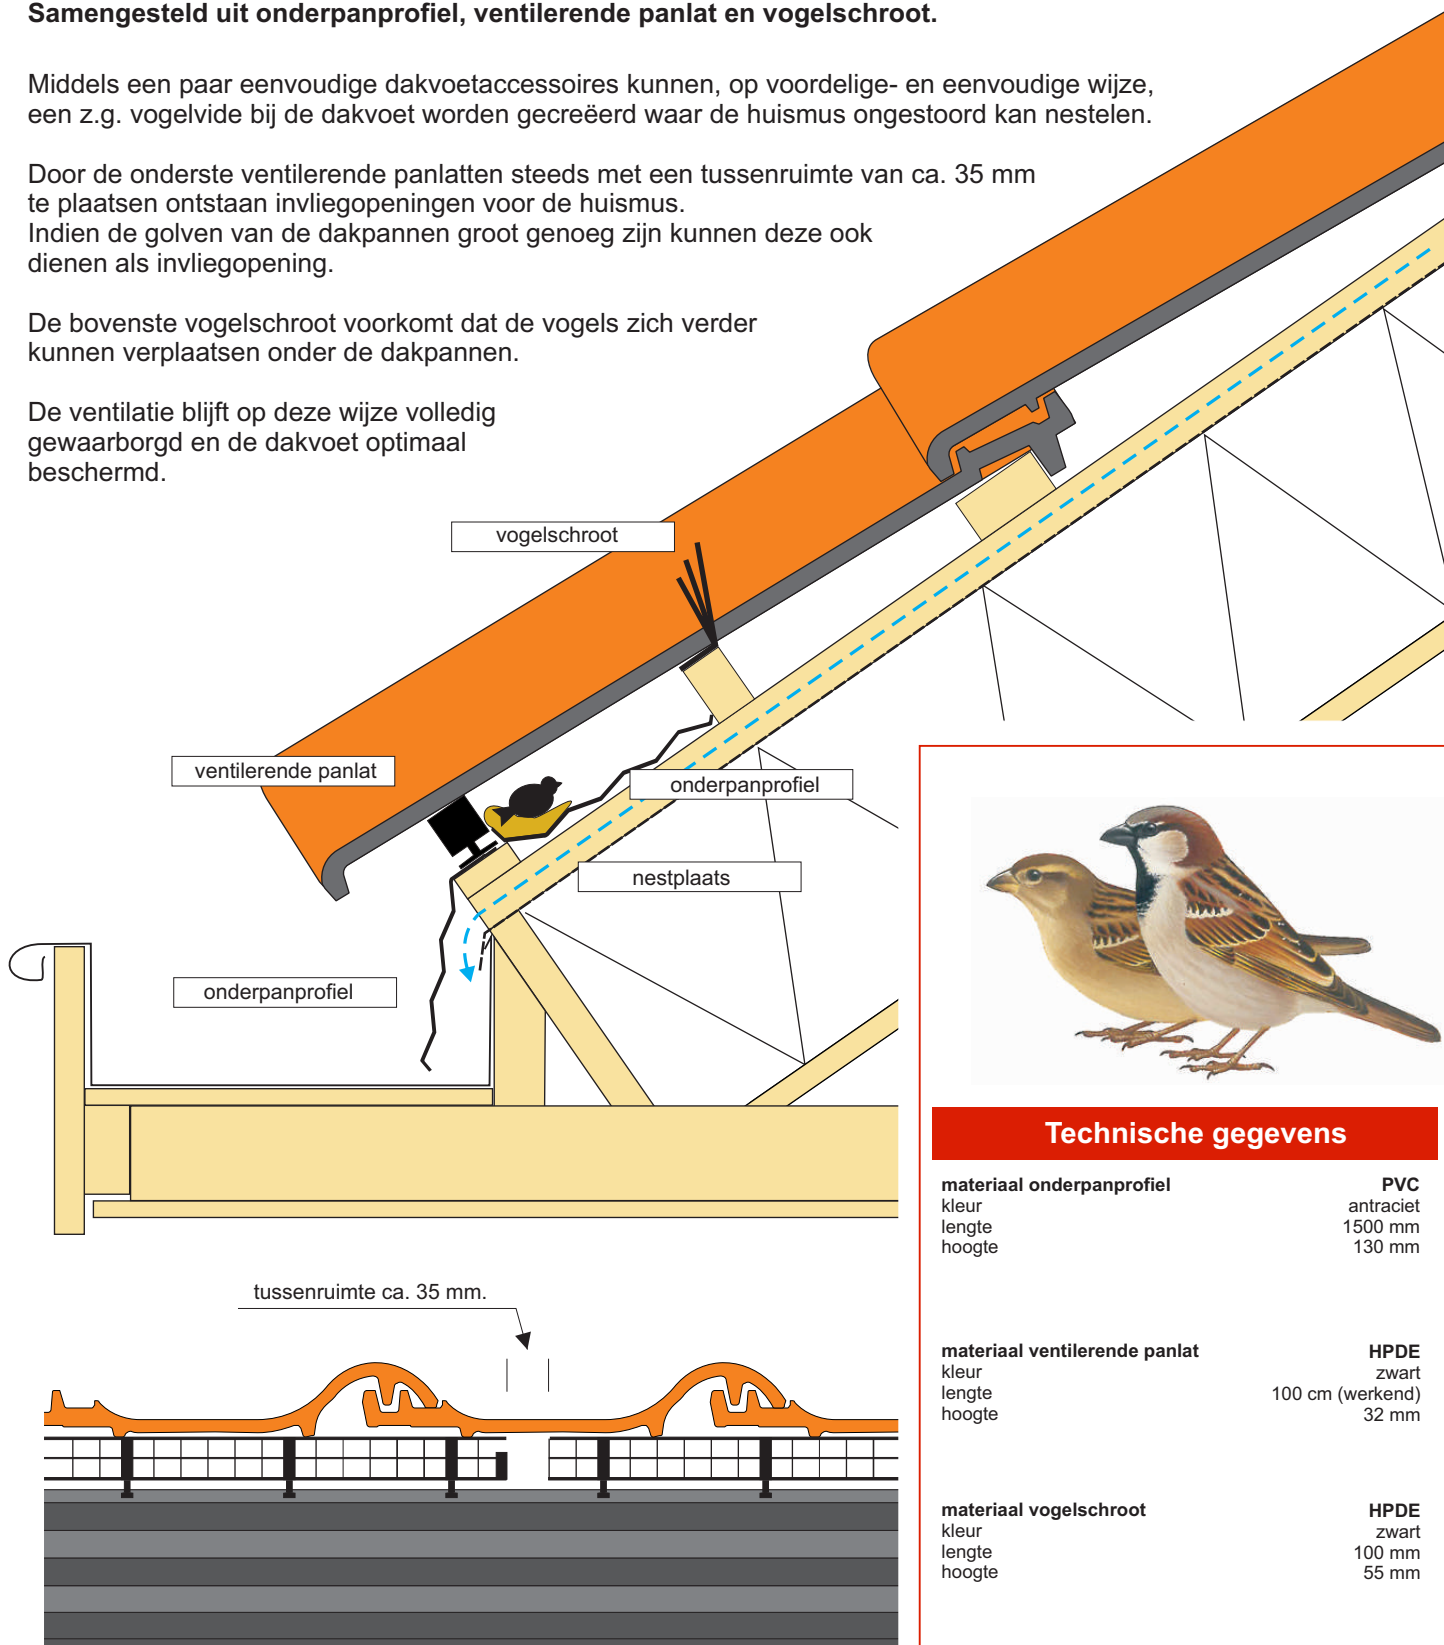 Samengesteld uit onderpanprofiel, ventilerende panlat en vogelschroot.
Middels een paar eenvoudige dakvoetaccessoires kunnen, op voordelige- en eenvoudige wijze,
een z.g. vogelvide bij de dakvoet worden gecreëerd waar de huismus ongestoord kan nestelen.
Door de onderste ventilerende panlatten steeds met een tussenruimte van ca. 35 mm
te plaatsen ontstaan invliegopeningen voor de huismus.
Indien de golven van de dakpannen groot genoeg zijn kunnen deze ook
dienen als invliegopening.
De bovenste vogelschroot voorkomt dat de vogels zich verder
kunnen verplaatsen onder de dakpannen.
De ventilatie blijft op deze wijze volledig
gewaarborgd en de dakvoet optimaal
beschermd.
vogelschroot
ventilerende panlat
onderpanprofiel
nestplaats
onderpanprofiel
tussenruimte ca. 35 mm.
Technische gegevens
materiaal onderpanprofiel PVC
kleur antraciet
lengte 1500 mm
hoogte 130 mm
materiaal ventilerende panlat HPDE
kleur zwart
lengte 100 cm (werkend)
hoogte 32 mm
materiaal vogelschroot HPDE
kleur zwart
lengte 100 mm
hoogte 55 mm